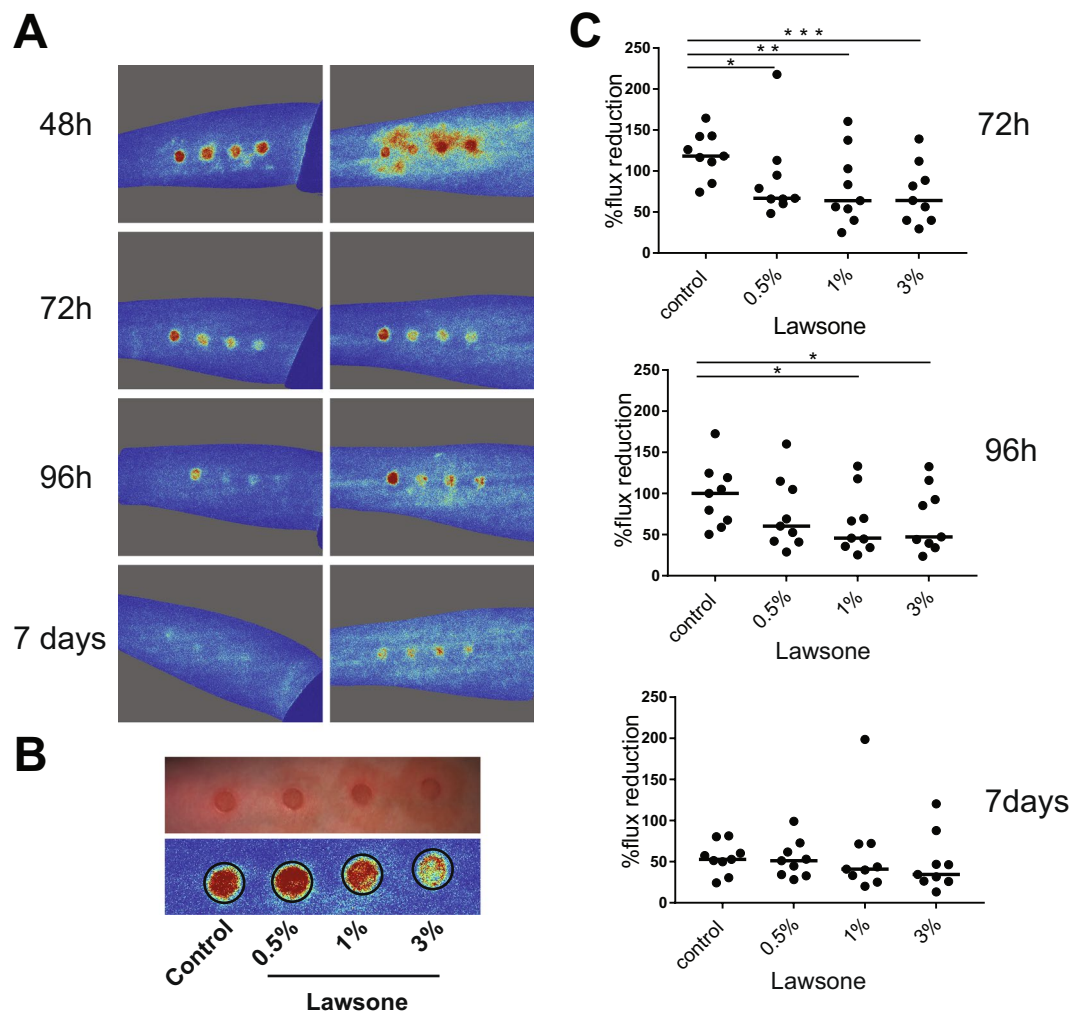 A
48h
72h
96h
7 days
B
Control
0.5%
1%
3%
Lawsone
C
* * *
* *
*
250
200
150
100
50
0
%flux reduction
control
0.5%
1%
3%
Lawsone
72h
*
*
250
200
150
100
50
0
%flux reduction
control
0.5%
1%
3%
Lawsone
96h
250
200
150
100
50
0
%flux reduction
control
0.5%
1%
3%
Lawsone
7days